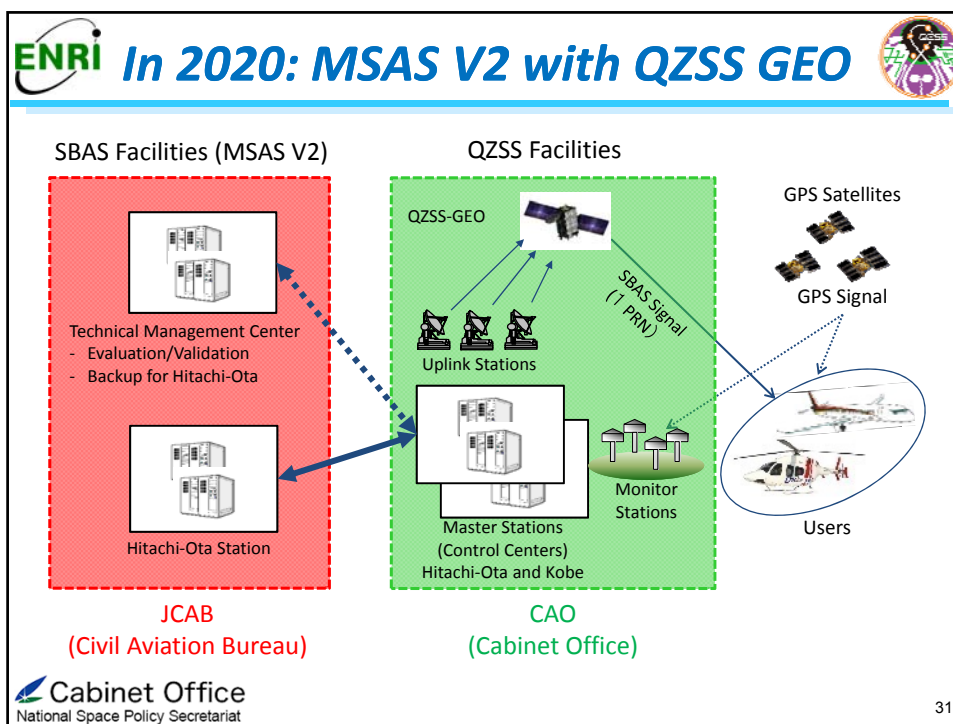 ENRI
In 2020: MSAS V2 with QZSS GEO
QZSS
SBAS Facilities (MSAS V2)
QZSS Facilities
GPS Satellites
QZSS-GEO
SBAS Signal
(1 PRN)
GPS Signal
Technical Management Center
- Evaluation/Validation
- Backup for Hitachi-Ota
Uplink Stations
Monitor
Stations
Users
Hitachi-Ota Station
Master Stations
(Control Centers)
Hitachi-Ota and Kobe
JCAB
(Civil Aviation Bureau)
CAO
(Cabinet Office)
Cabinet Office
National Space Policy Secretariat
31